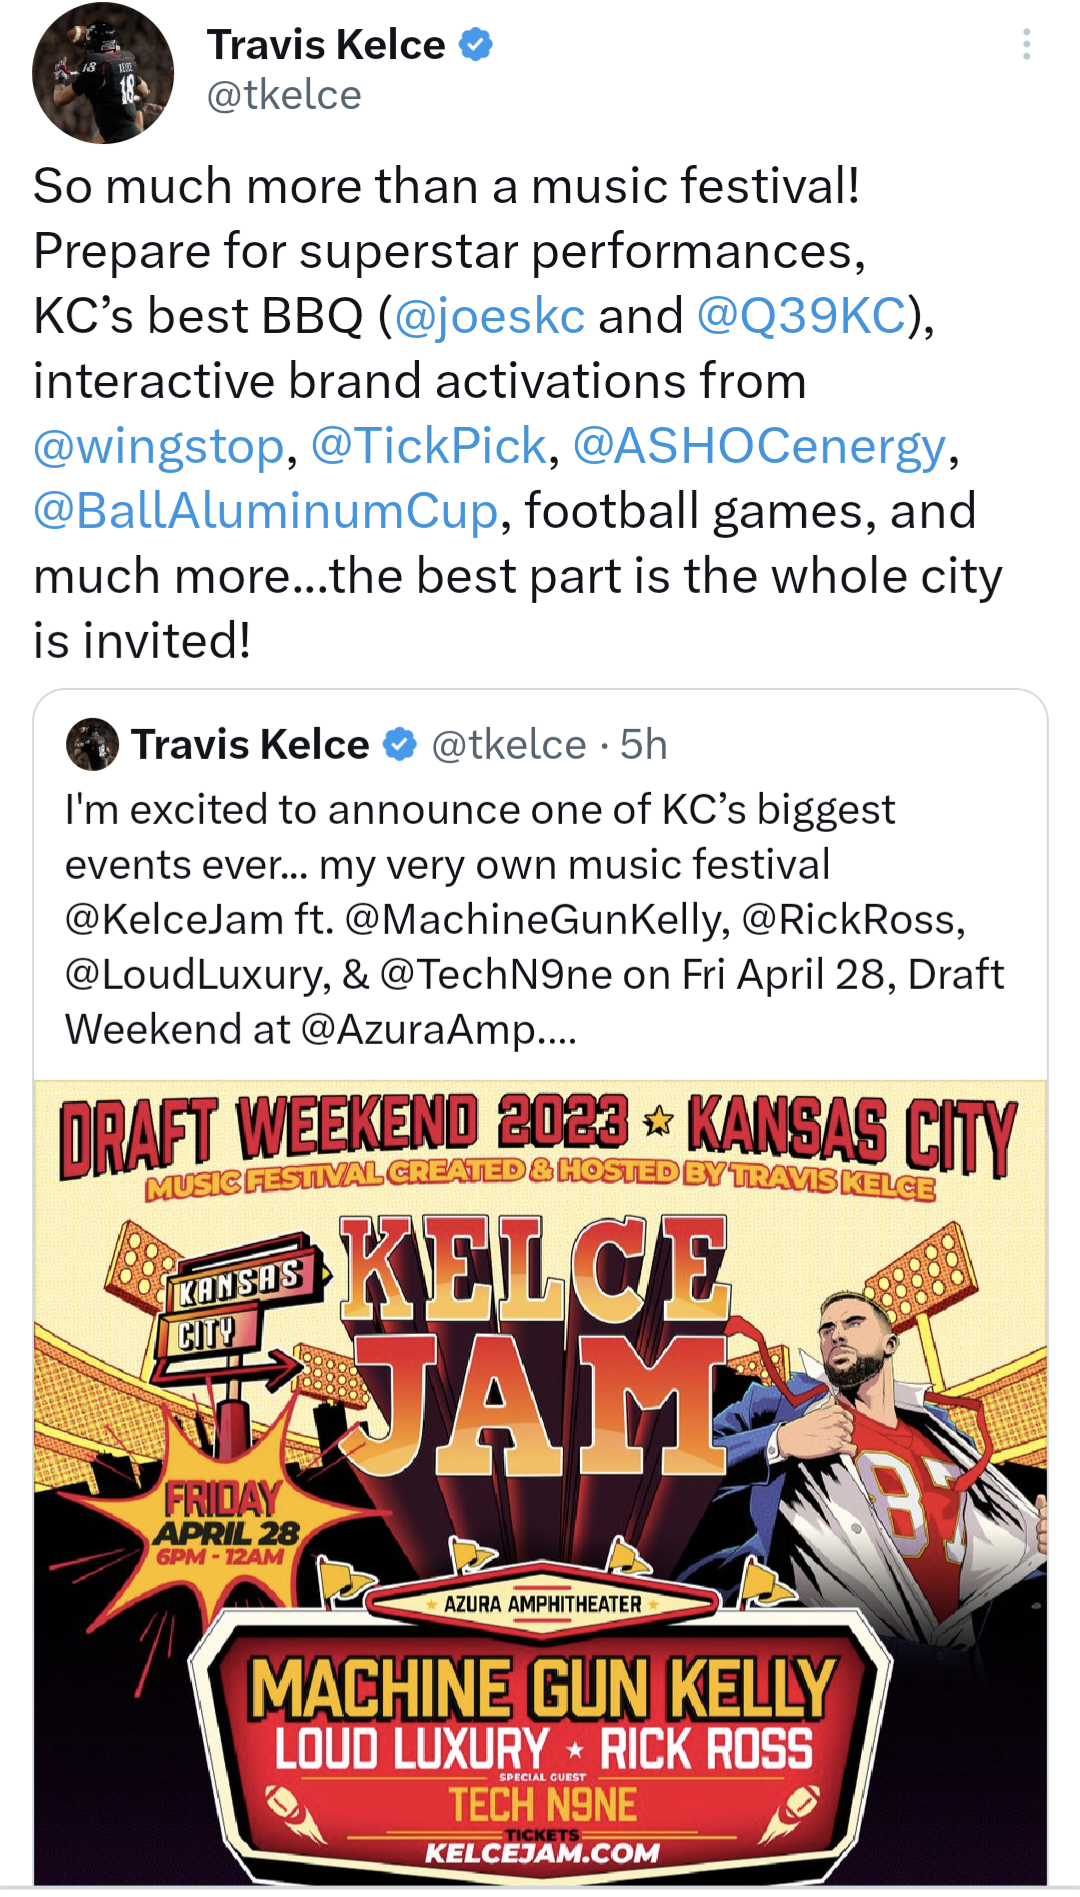 Travis Kelce
@tkelce
So much more than a music festival!
Prepare for superstar performances,
KC’s best BBQ (@joeskc and @Q39KC),
interactive brand activations from
@wingstop, @TickPick, @ASHOCenergy,
@BallAluminumCup, football games, and
much more...the best part is the whole city
is invited!
Travis Kelce @tkelce · 5h
I'm excited to announce one of KC’s biggest
events ever... my very own music festival
@KelceJam ft. @MachineGunKelly, @RickRoss,
@LoudLuxury, & @TechN9ne on Fri April 28, Draft
Weekend at @AzuraAmp....
DRAFT WEEKEND 2023 ★ KANSAS CITY
MUSIC FESTIVAL CREATED & HOSTED BY TRAVIS KELCE
KELCE
JAM
KANSAS
CITY
87
FRIDAY
APRIL 28
6PM - 12AM
★ AZURA AMPHITHEATER ★
MACHINE GUN KELLY
LOUD LUXURY ★ RICK ROSS
SPECIAL GUEST
TECH N9NE
TICKETS
KELCEJAM.COM